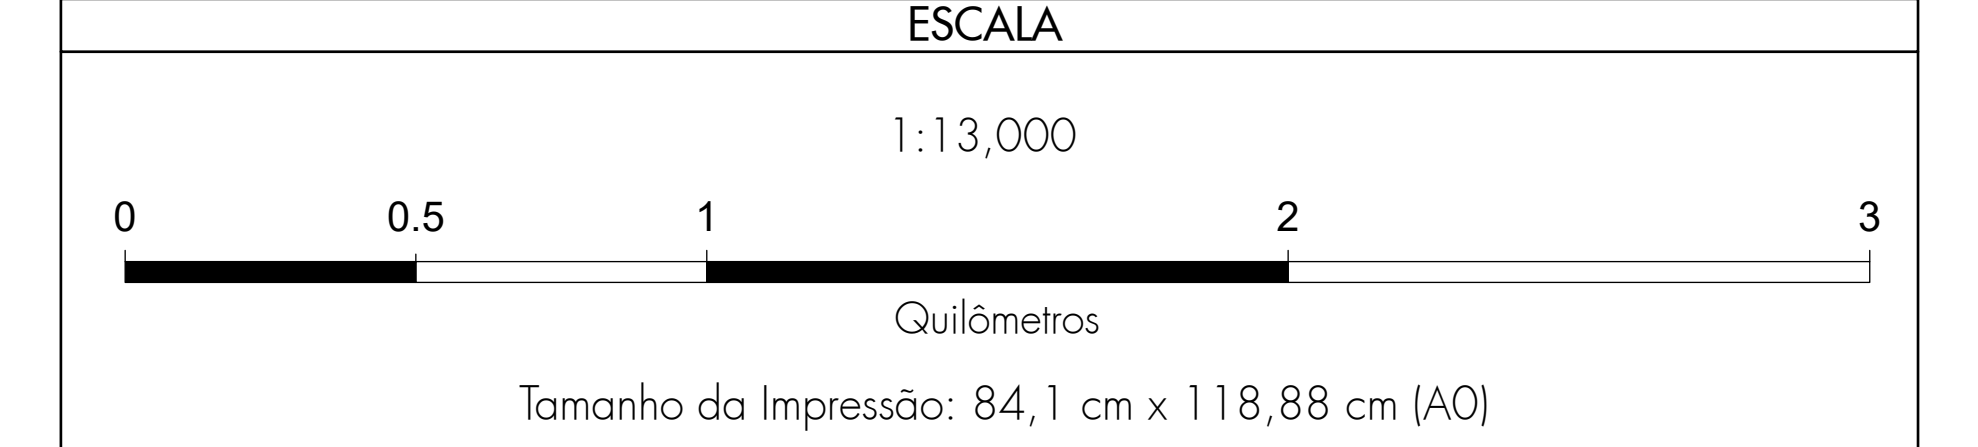 ESCALA
1:13,000
0 0.5 1 2 3
Quilômetros
Tamanho da Impressão: 84,1 cm x 118,88 cm (A0)